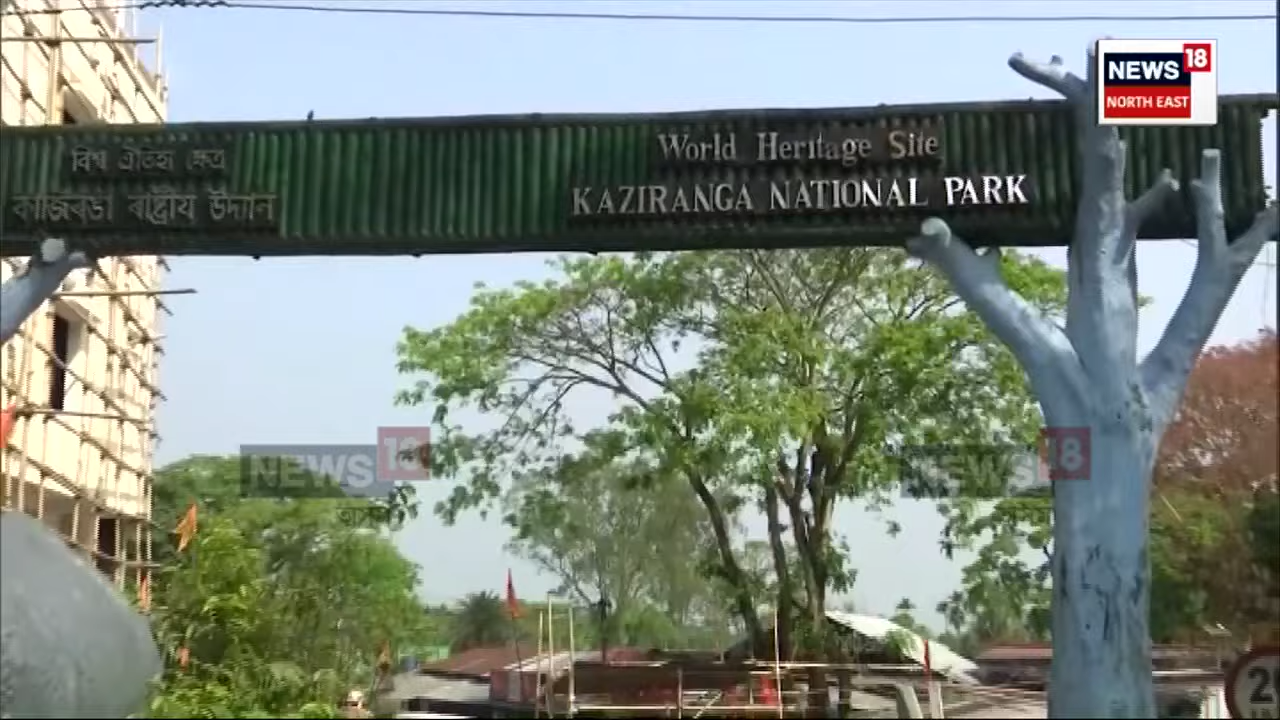 NEWS 18
NORTH EAST
বিশ্ব ঐতিহ্য ক্ষেত্ৰ
কাজিৰঙা ৰাষ্ট্ৰীয় উদ্যান
World Heritage Site
KAZIRANGA NATIONAL PARK
NEWS 18
NEWS 18